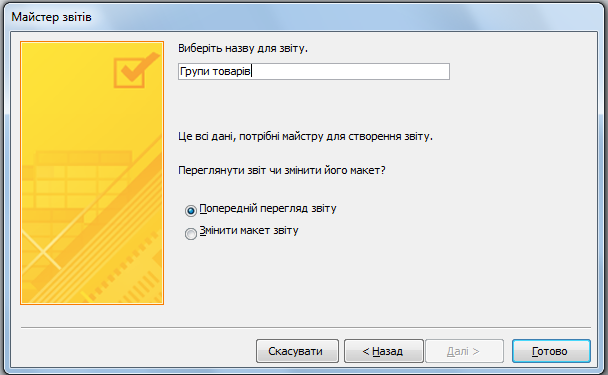 Майстер звітів
Виберіть назву для звіту.
Групи товарів
Це всі дані, потрібні майстру для створення звіту.
Переглянути звіт чи змінити його макет?
Попередній перегляд звіту
Змінити макет звіту
Скасувати
< Назад
Далі >
Готово